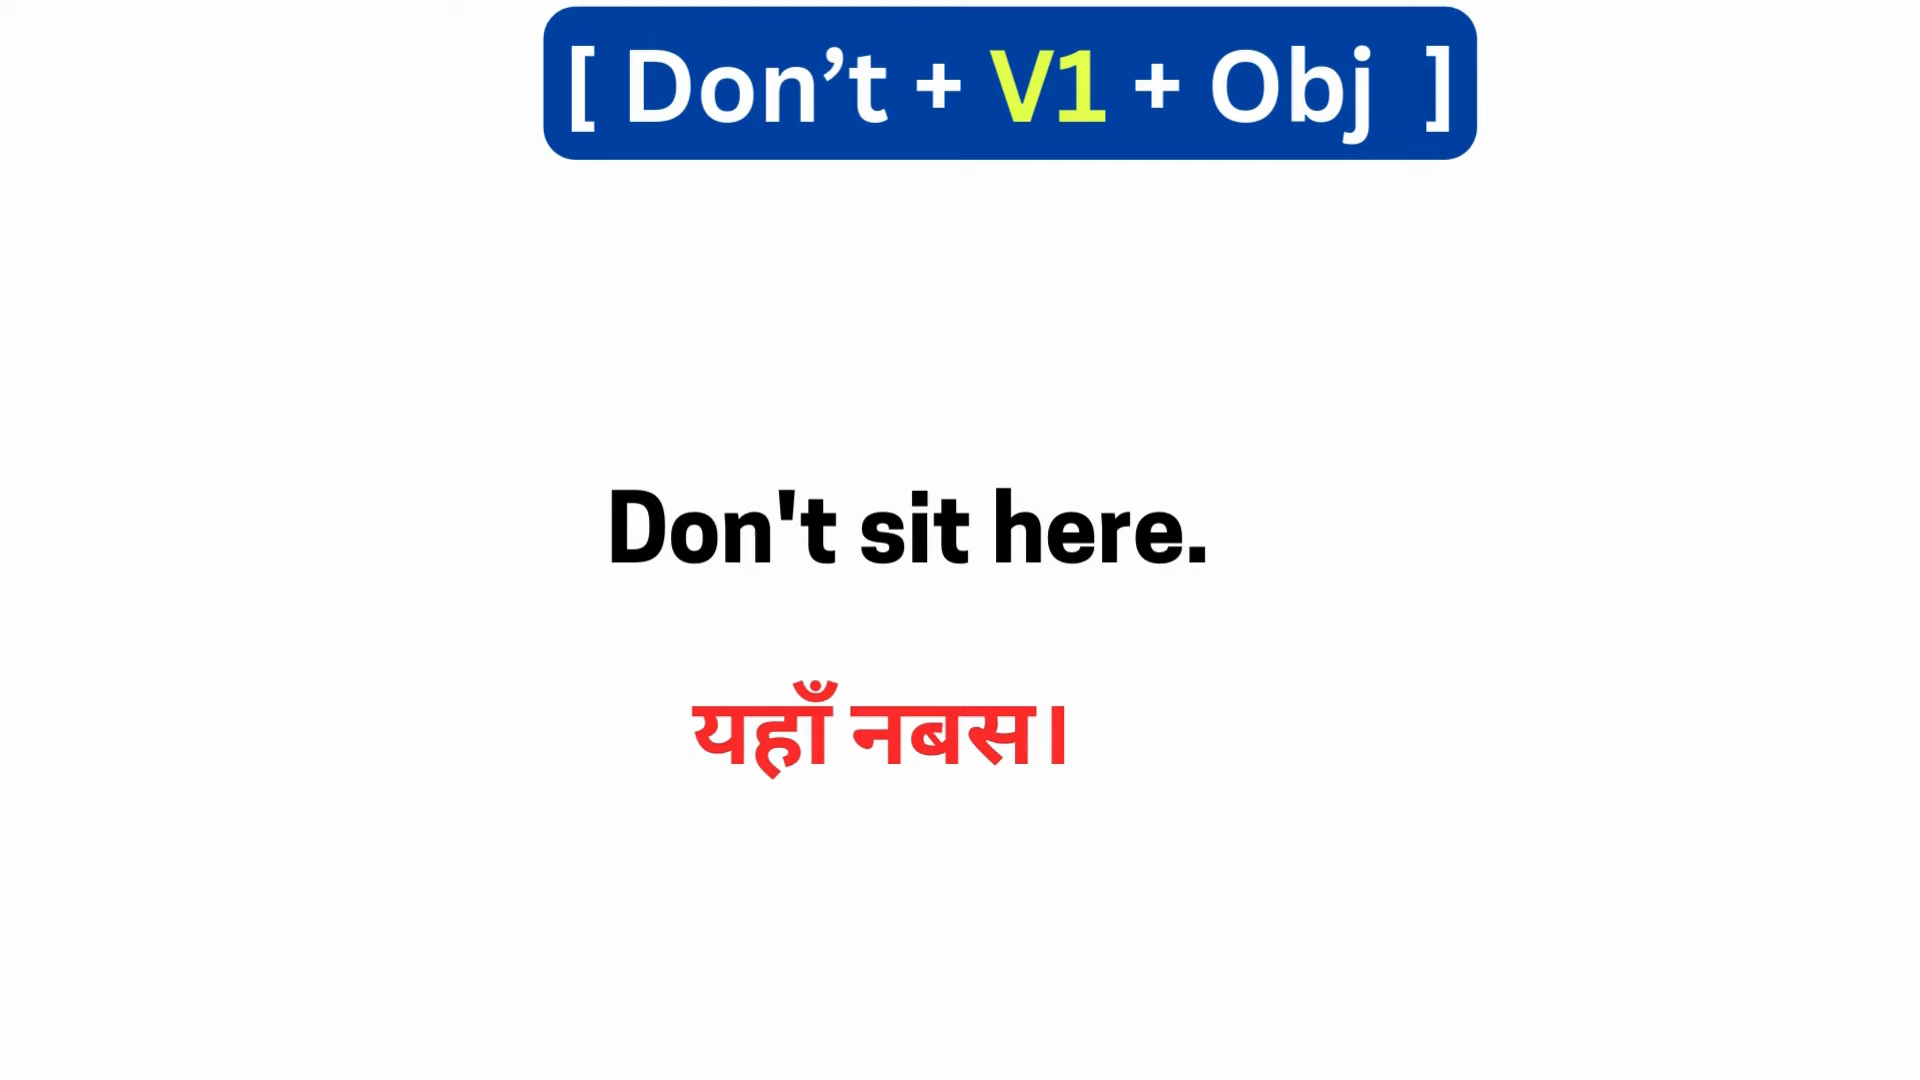 [ Don’t + V1 + Obj ]
Don't sit here.
यहाँ नबस।